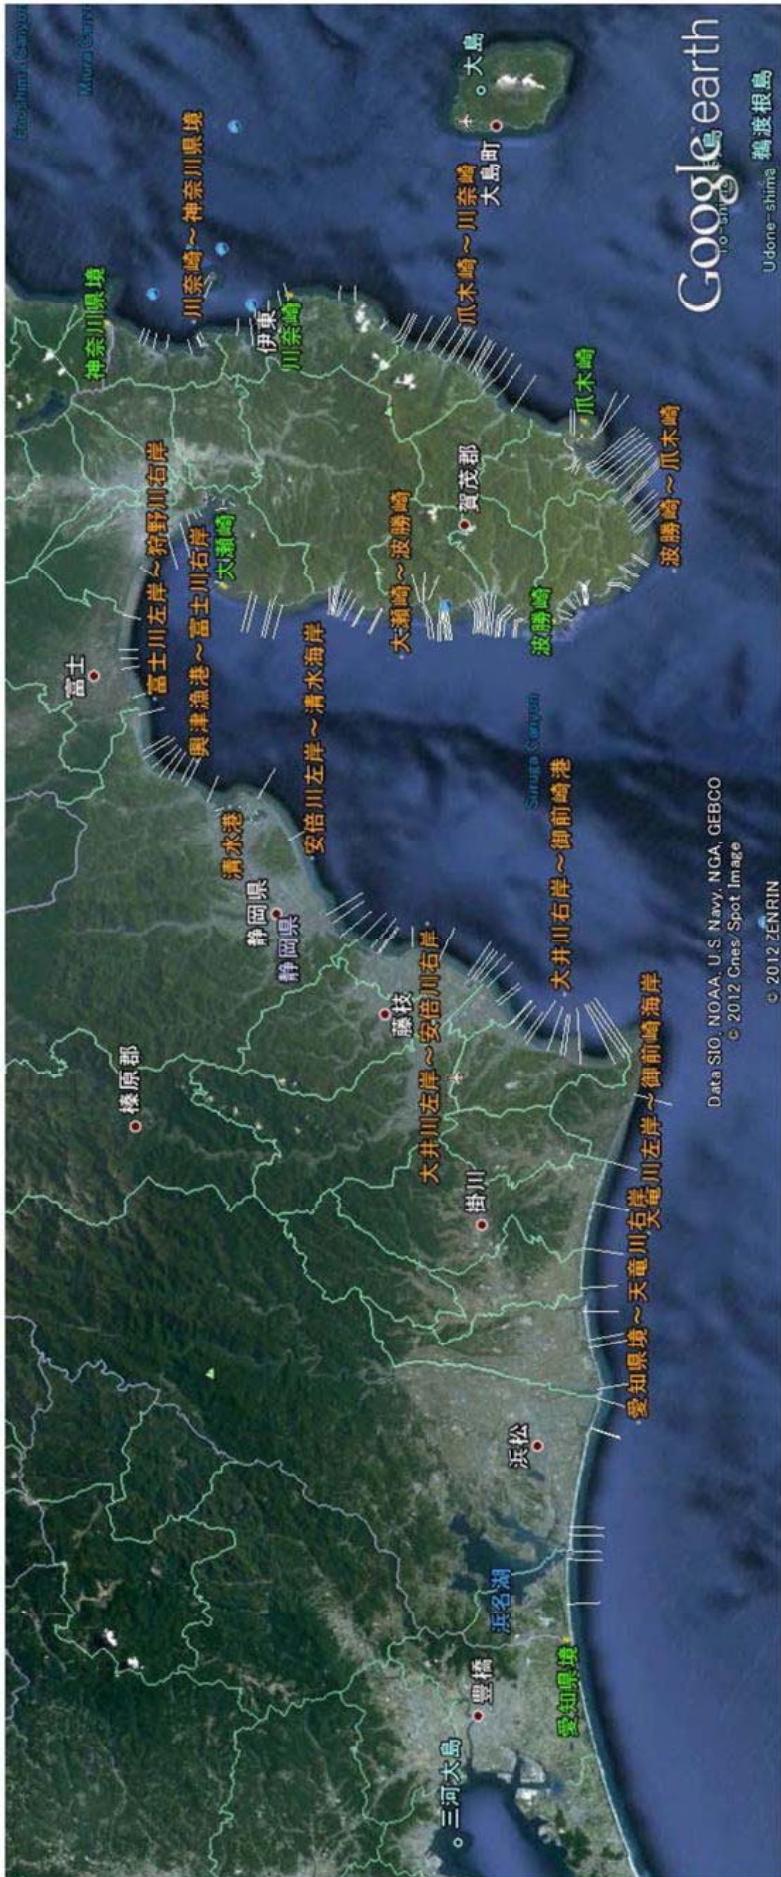 Enoshima Canyon
Miura Canyon
神奈川県境
川奈崎～神奈川県境
伊東
川奈崎
爪木崎～川奈崎
大島
大島町
鵜渡根島
Udone-shima
Google earth
爪木崎
波勝崎～爪木崎
賀茂郡
波勝崎
大瀬崎～波勝崎
大瀬崎
富士川左岸～狩野川右岸
富士
興津漁港～富士川右岸
安倍川左岸～清水海岸
清水港
静岡県
静岡県
Suruga Canyon
藤枝
大井川左岸～安倍川右岸
大井川右岸～御前崎港
榛原郡
掛川
天竜川左岸～御前崎海岸
愛知県境～天竜川右岸
浜松
浜名湖
愛知県境
豊橋
三河大島
Data SIO, NOAA, U.S. Navy, NGA, GEBCO
© 2012 Cnes/Spot Image
© 2012 ZENRIN